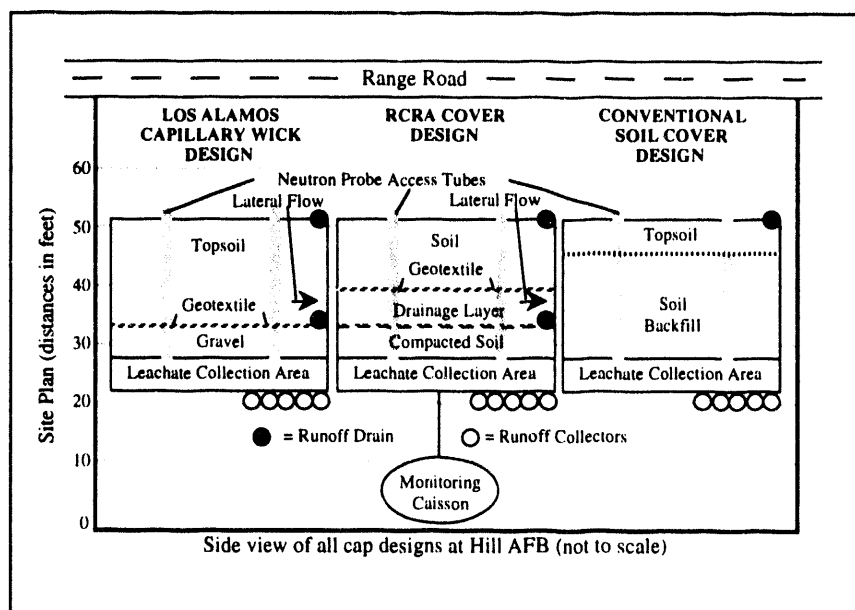 Range Road
LOS ALAMOS
CAPILLARY WICK
DESIGN
RCRA COVER
DESIGN
CONVENTIONAL
SOIL COVER
DESIGN
Site Plan (distances in feet)
60
50
40
30
20
10
0
Neutron Probe Access Tubes
Lateral Flow
Lateral Flow
Topsoil
Geotextile
Gravel
Leachate Collection Area
Soil
Geotextile
Drainage Layer
Compacted Soil
Leachate Collection Area
Topsoil
Soil
Backfill
Leachate Collection Area
= Runoff Drain
= Runoff Collectors
Monitoring
Caisson
Side view of all cap designs at Hill AFB (not to scale)